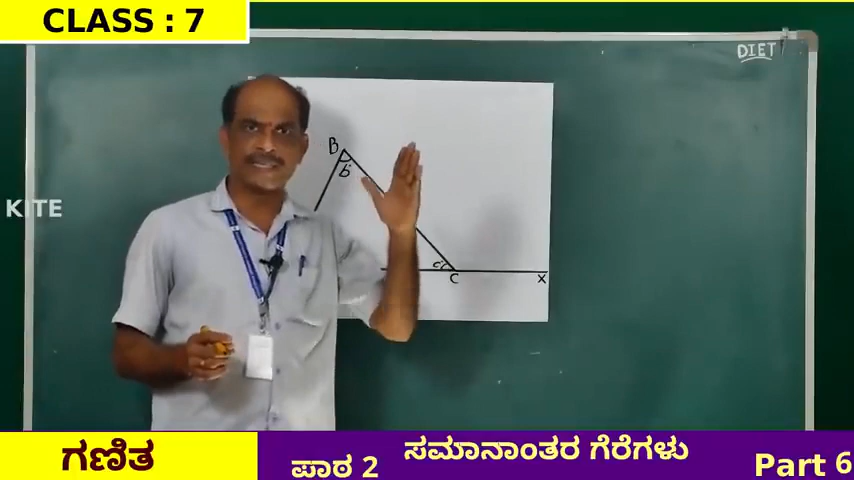 CLASS : 7
DIET
B
b°
KITE
c°
C
X
ಗಣಿತ
ಪಾಠ 2
ಸಮಾನಾಂತರ ಗೆರೆಗಳು
Part 6